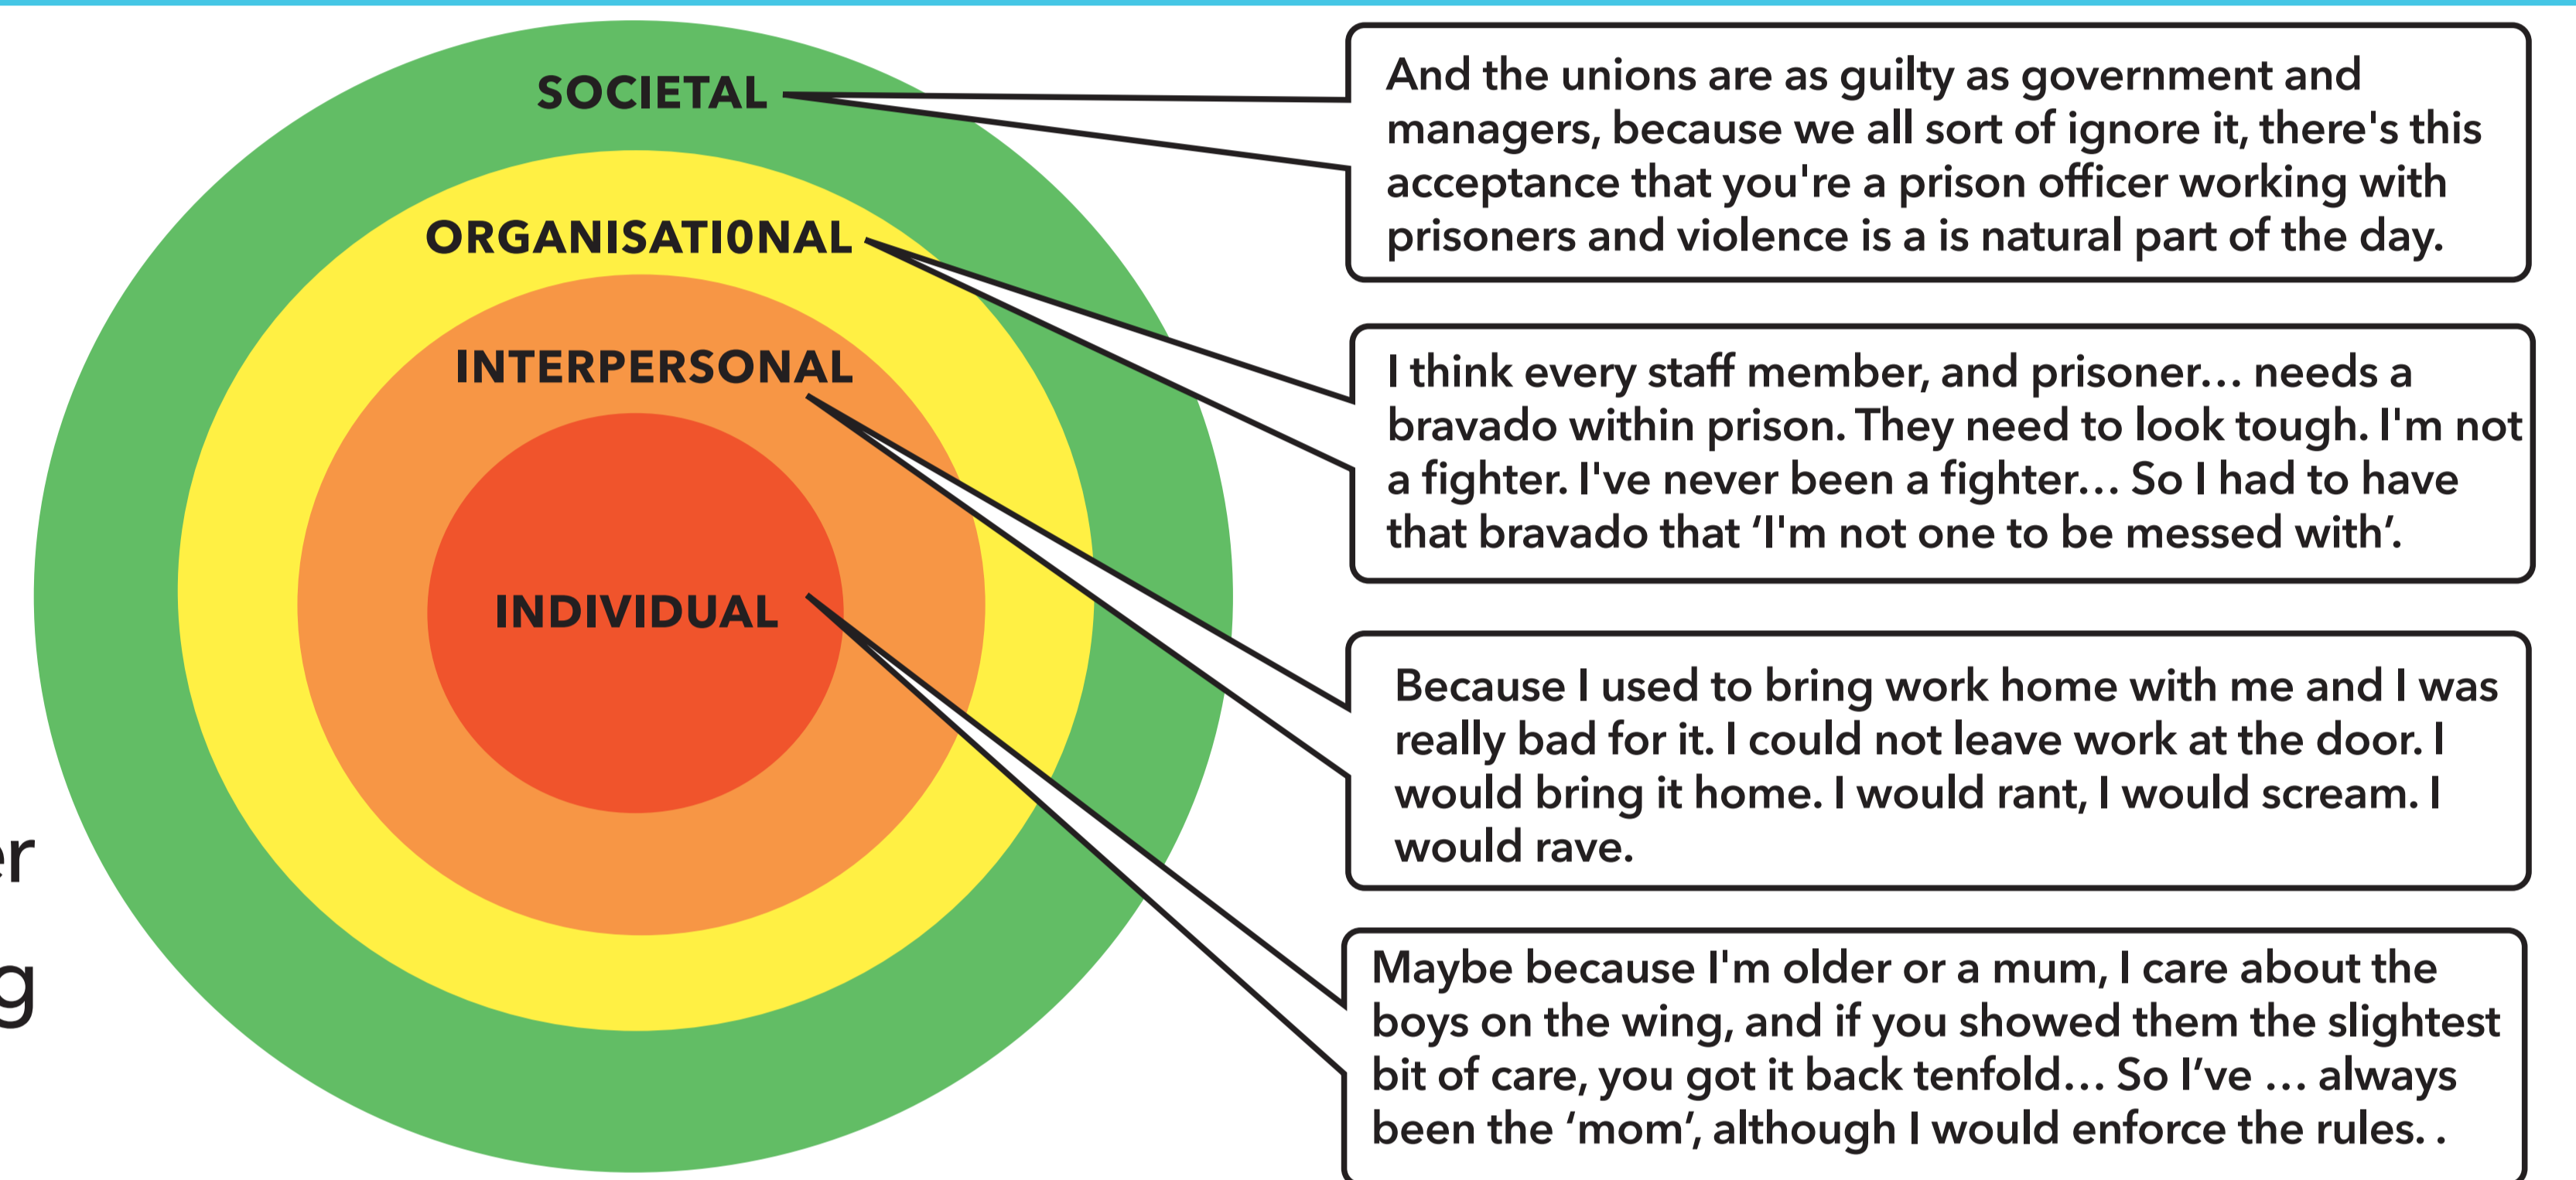 SOCIETAL
And the unions are as guilty as government and
managers, because we all sort of ignore it, there's this
acceptance that you're a prison officer working with
prisoners and violence is a is natural part of the day.
ORGANISATI0NAL
I think every staff member, and prisoner… needs a
bravado within prison. They need to look tough. I'm not
a fighter. I've never been a fighter… So I had to have
that bravado that ‘I'm not one to be messed with’.
INTERPERSONAL
Because I used to bring work home with me and I was
really bad for it. I could not leave work at the door. I
would bring it home. I would rant, I would scream. I
would rave.
INDIVIDUAL
Maybe because I'm older or a mum, I care about the
boys on the wing, and if you showed them the slightest
bit of care, you got it back tenfold… So I’ve … always
been the ‘mom’, although I would enforce the rules. .
er
g